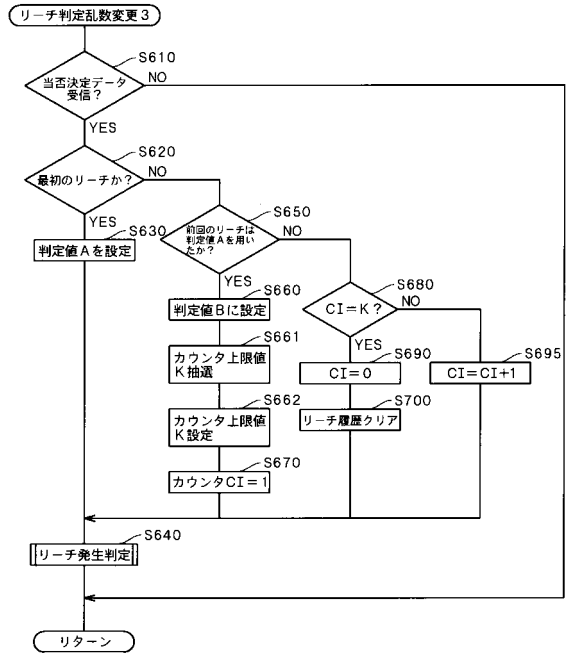 リーチ判定乱数変更3
S610
当否決定データ
受信?
NO
YES
S620
最初のリーチか?
NO
YES
S630
判定値Aを設定
S650
前回のリーチは
判定値Aを用い
たか?
NO
YES
S660
判定値Bに設定
S661
カウンタ上限値
K抽選
S662
カウンタ上限値
K設定
S670
カウンタCI=1
S680
CI=K?
NO
YES
S690
CI=0
S695
CI=CI+1
S700
リーチ履歴クリア
S640
リーチ発生判定
リターン